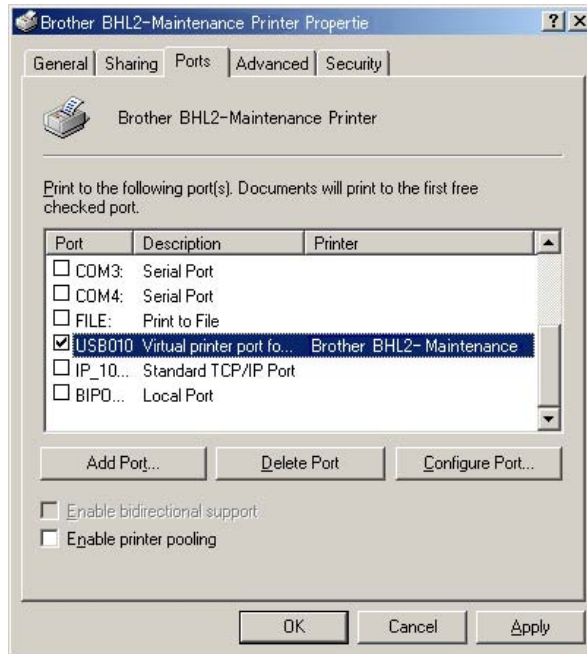 Brother BHL2-Maintenance Printer Propertie
General Sharing Ports Advanced Security
Brother BHL2-Maintenance Printer
Print to the following port(s). Documents will print to the first free
checked port.
Port Description Printer
COM3: Serial Port
COM4: Serial Port
FILE: Print to File
USB010 Virtual printer port fo... Brother BHL2- Maintenance
IP_10... Standard TCP/IP Port
BIPO... Local Port
Add Port... Delete Port Configure Port...
Enable bidirectional support
Enable printer pooling
OK Cancel Apply